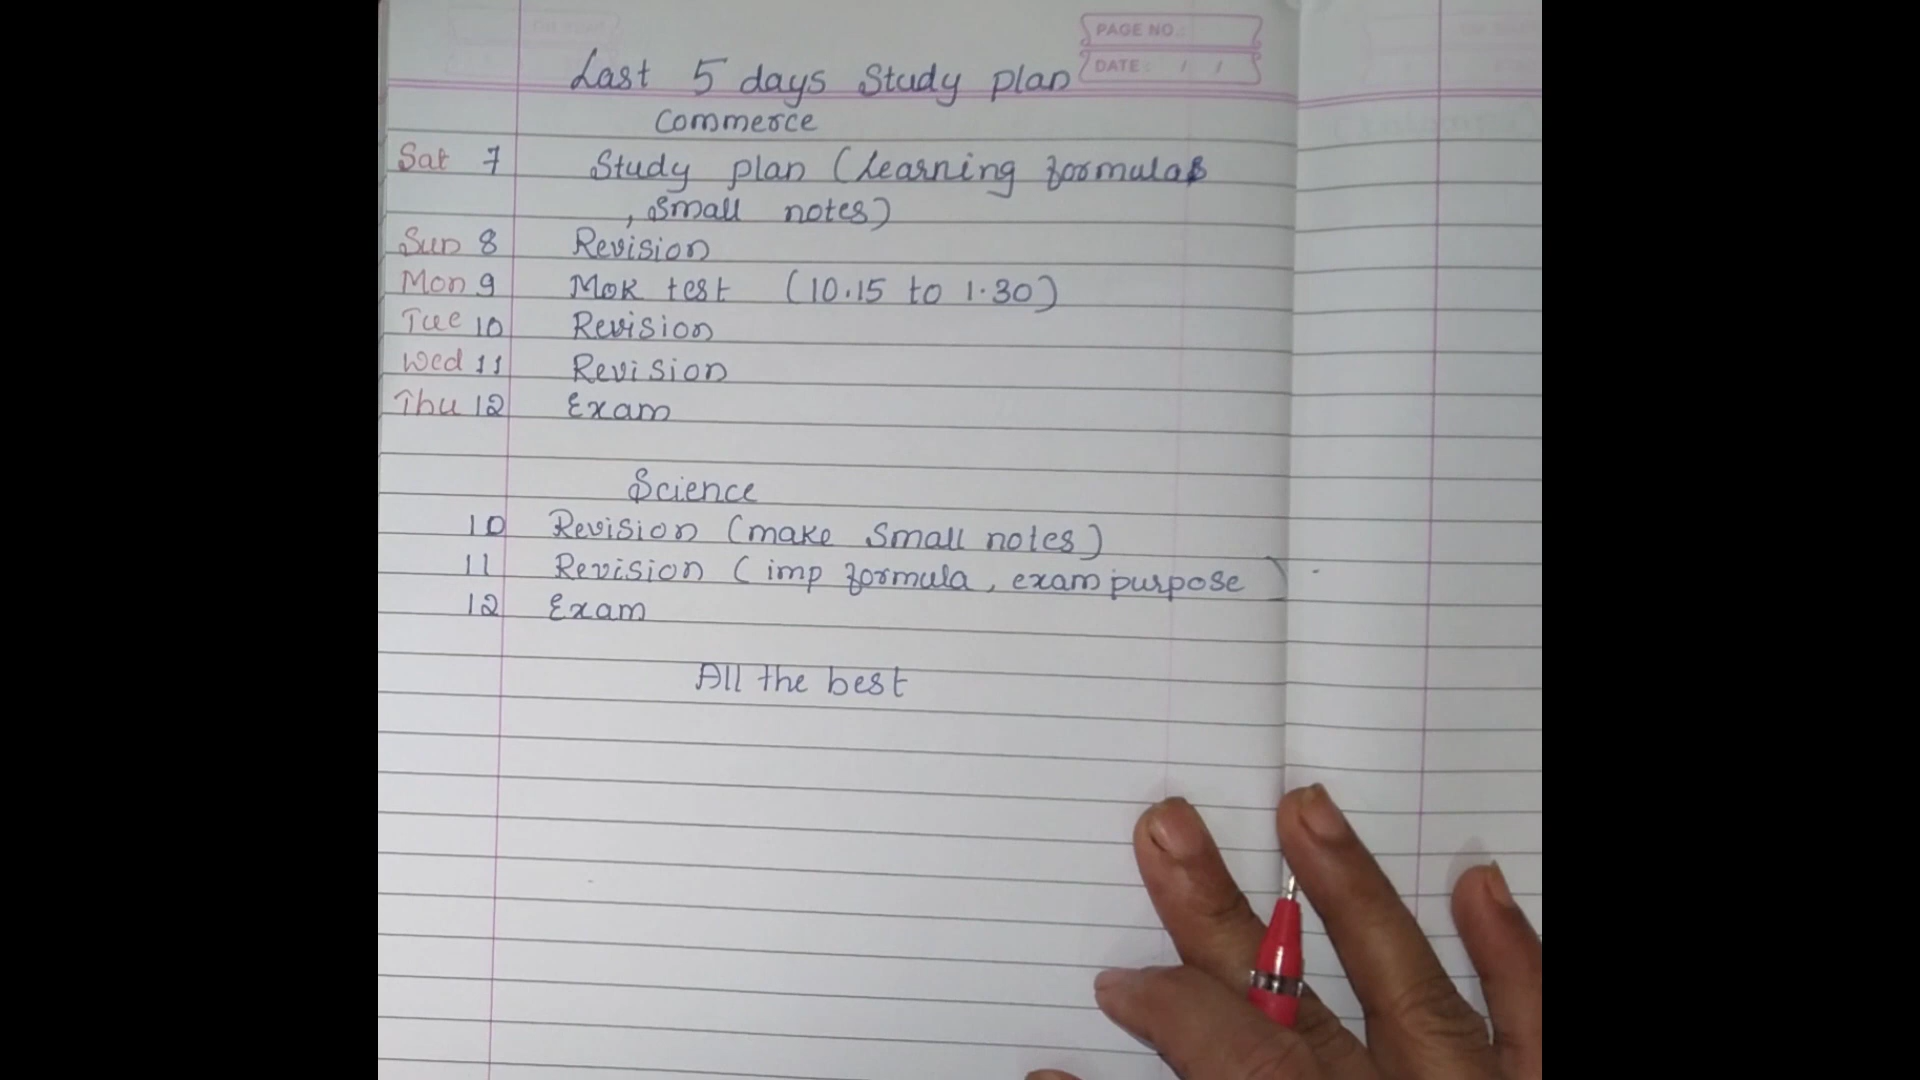 PAGE NO.:
DATE: / /
Last 5 days Study plan
Commerce
Sat 7 Study plan (Learning formulas
, small notes)
Sun 8 Revision
Mon 9 Mok test (10.15 to 1.30)
Tue 10 Revision
Wed 11 Revision
Thu 12 Exam
Science
10 Revision (make small notes)
11 Revision (imp formula, exam purpose)
12 Exam
All the best